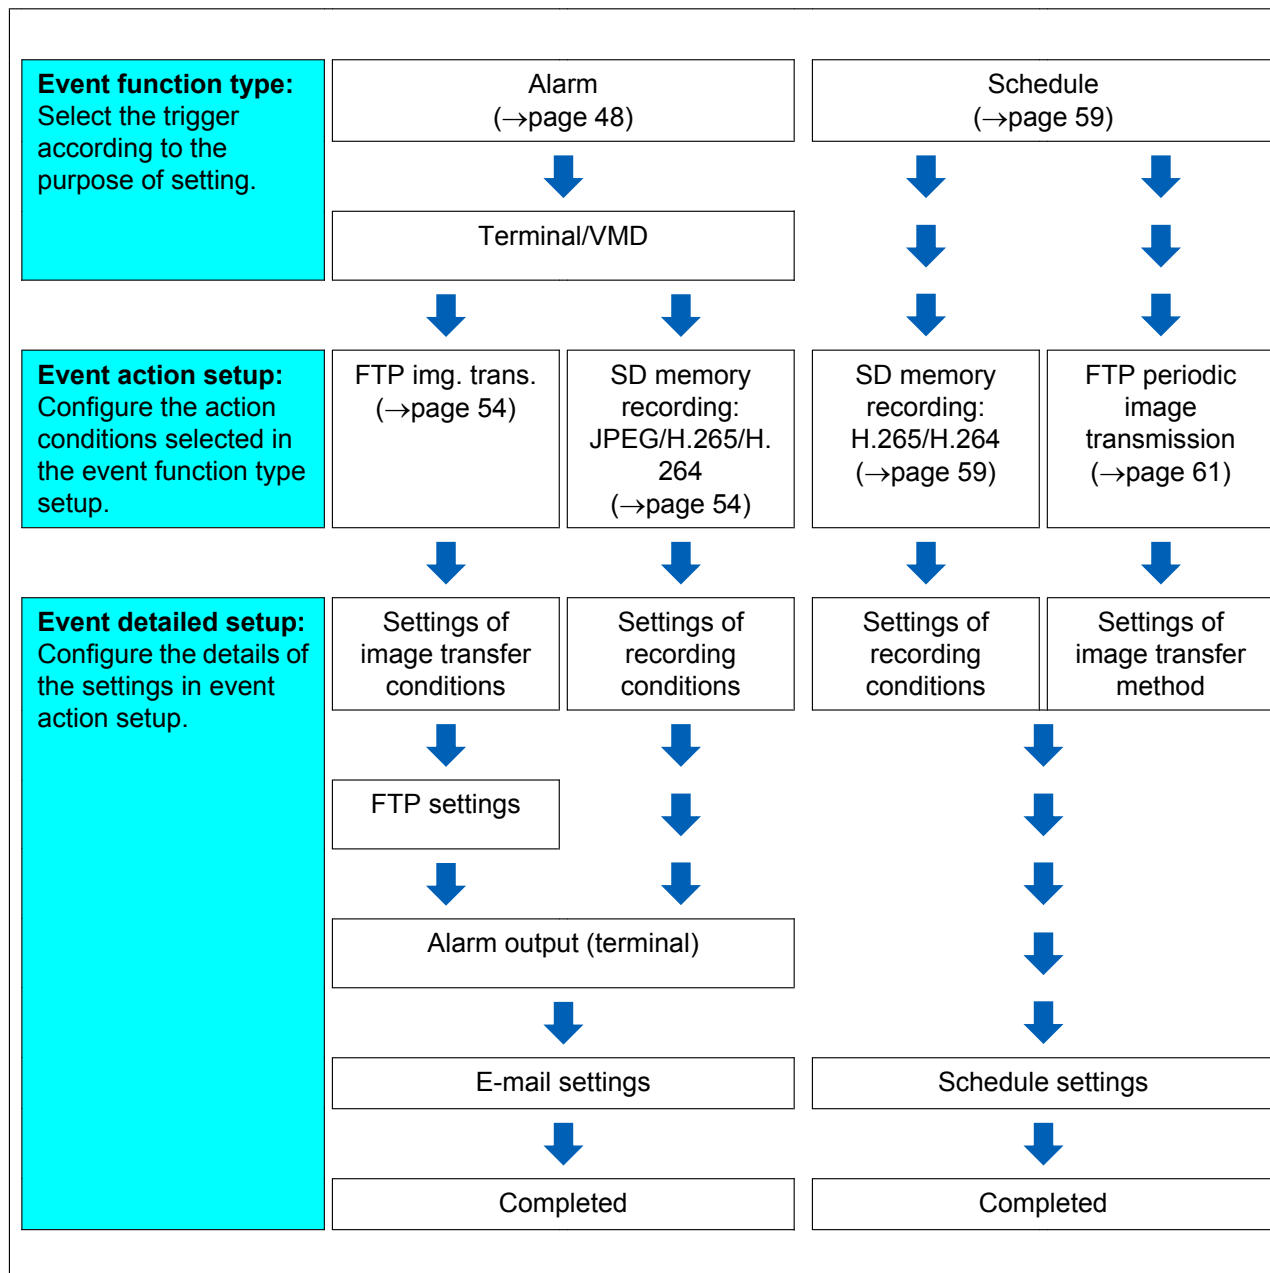 Event function type:
Select the trigger
according to the
purpose of setting.
Alarm
(→page 48)
Schedule
(→page 59)
Terminal/VMD
Event action setup:
Configure the action
conditions selected in
the event function type
setup.
FTP img. trans.
(→page 54)
SD memory
recording:
JPEG/H.265/H.
264
(→page 54)
SD memory
recording:
H.265/H.264
(→page 59)
FTP periodic
image
transmission
(→page 61)
Event detailed setup:
Configure the details of
the settings in event
action setup.
Settings of
image transfer
conditions
Settings of
recording
conditions
Settings of
recording
conditions
Settings of
image transfer
method
FTP settings
Alarm output (terminal)
E-mail settings
Schedule settings
Completed
Completed